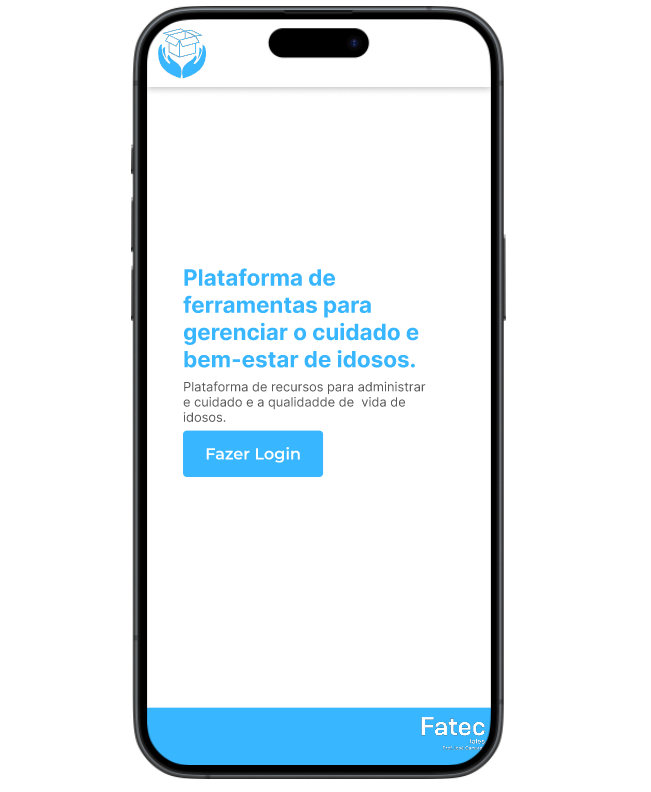 Plataforma de
ferramentas para
gerenciar o cuidado e
bem-estar de idosos.
Plataforma de recursos para administrar
e cuidado e a qualidadde de  vida de
idosos.
Fazer Login
Fatec